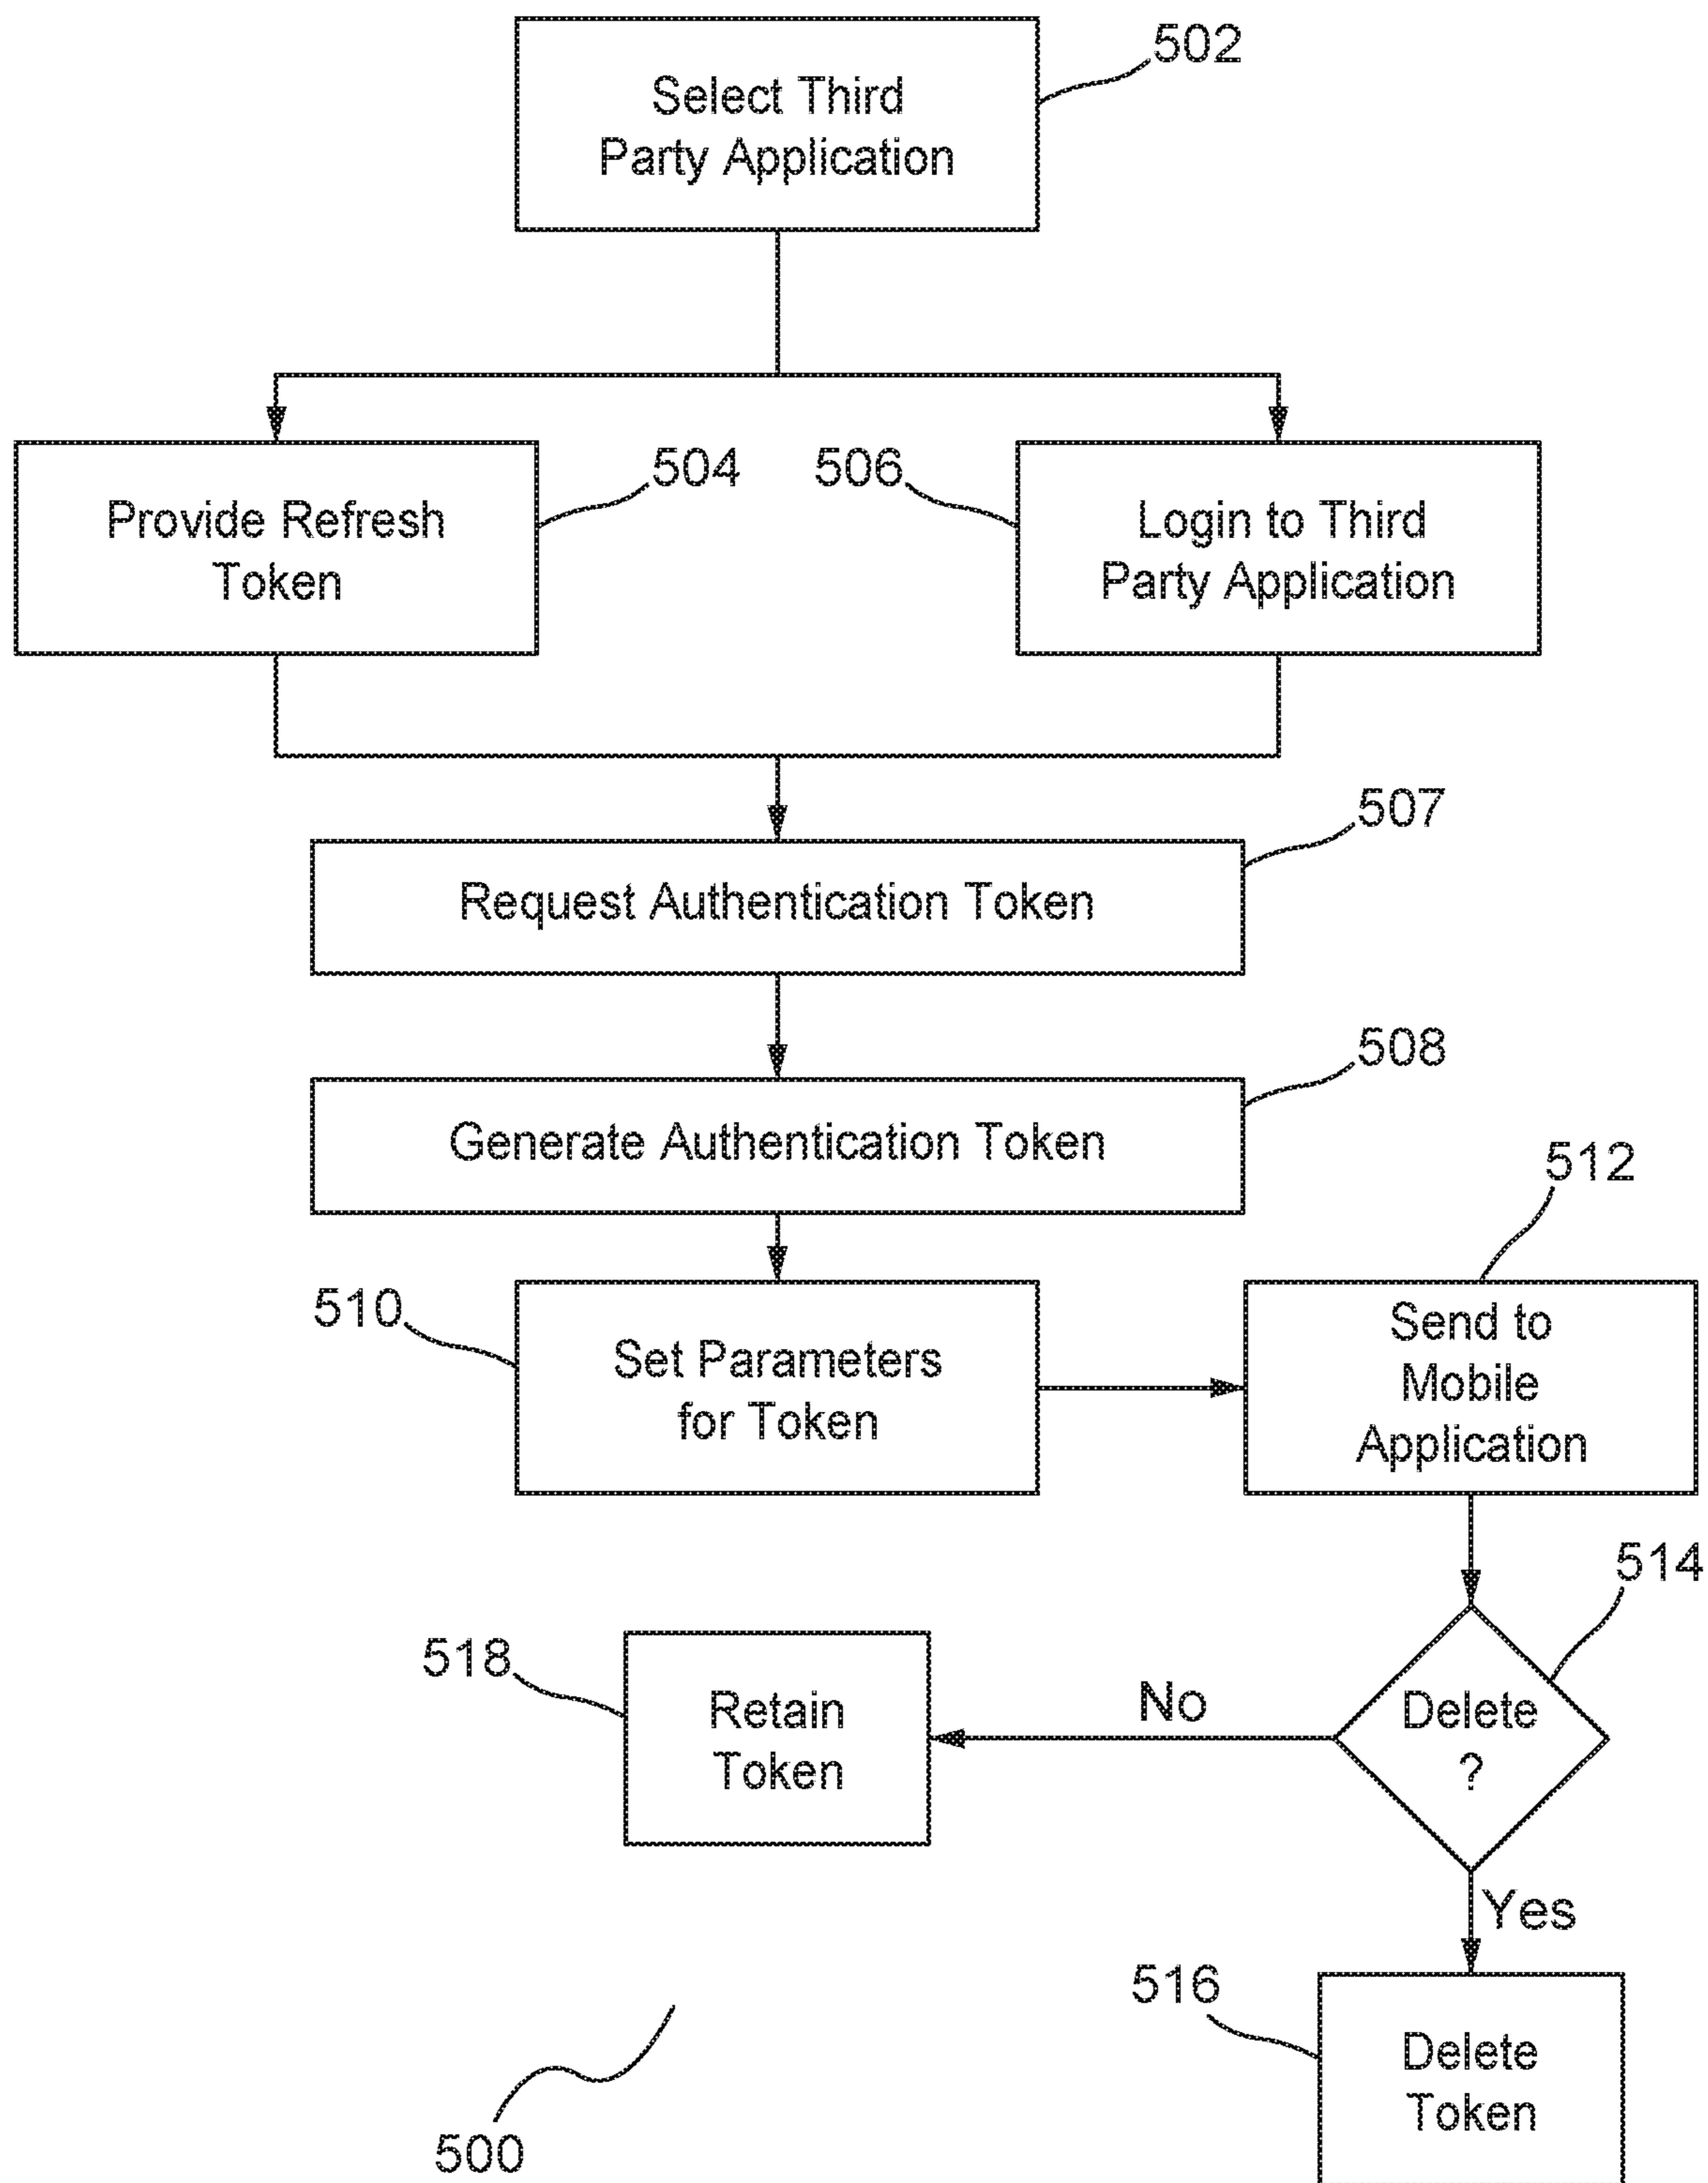 502
Select Third
Party Application
504
506
Provide Refresh
Token
Login to Third
Party Application
507
Request Authentication Token
508
Generate Authentication Token
512
510
Set Parameters
for Token
Send to
Mobile
Application
514
518
Retain
Token
No
Delete
?
Yes
516
Delete
Token
500